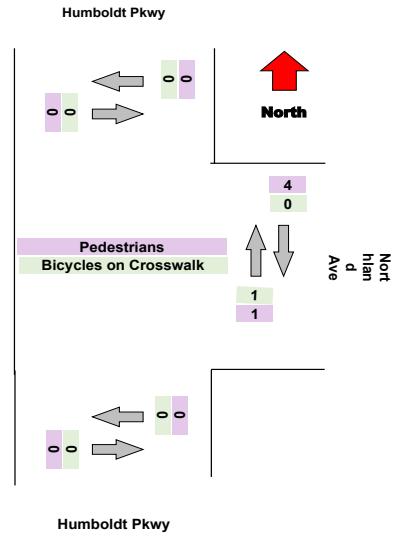 Humboldt Pkwy
0 0
0 0
North
4
0
Pedestrians
Bicycles on Crosswalk
Nort
hlan
d
Ave
1
1
0 0
0 0
Humboldt Pkwy